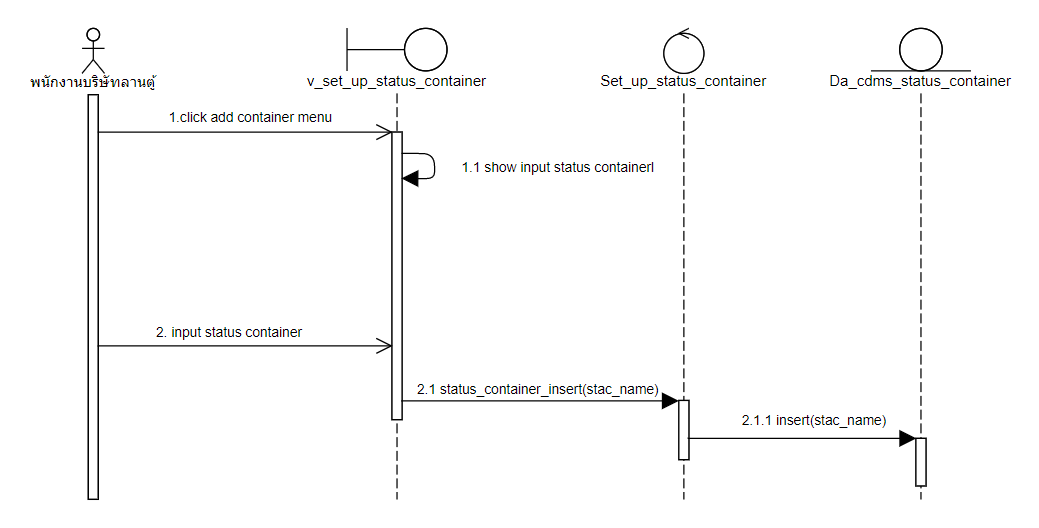 พนักงานบริษัทลานตู้
v_set_up_status_container
Set_up_status_container
Da_cdms_status_container
1.click add container menu
1.1 show input status containerl
2. input status container
2.1 status_container_insert(stac_name)
2.1.1 insert(stac_name)